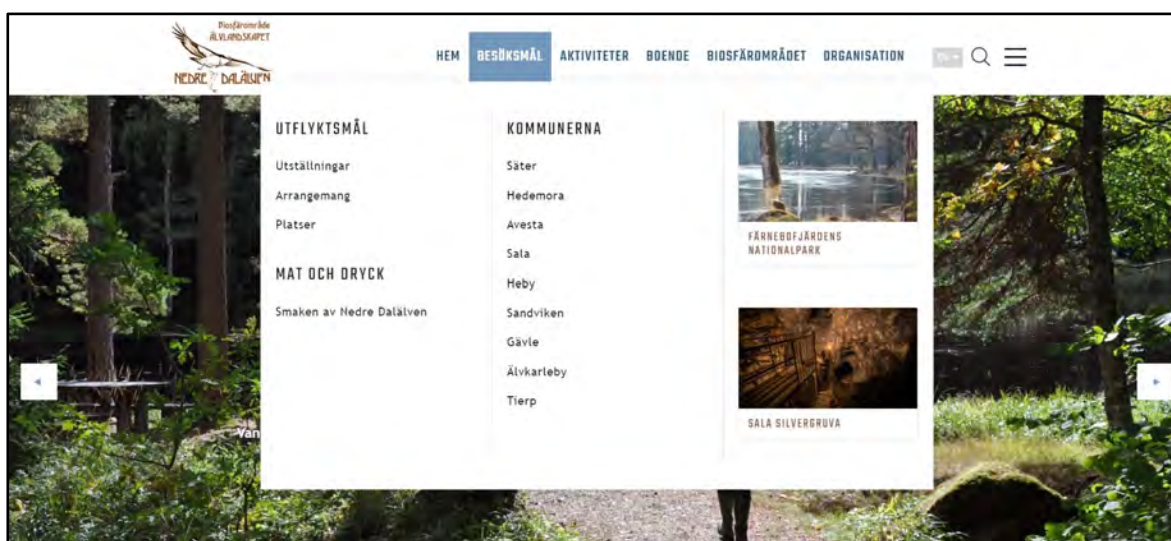 Biosfärområde
ÄLVLANDSKAPET
NEDRE DALÄLVEN
HEM BESÖKSMÅL AKTIVITETER BOENDE BIOSFÄROMRÅDET ORGANISATION
UTFLYKTSMÅL
Utställningar
Arrangemang
Platser
MAT OCH DRYCK
Smaken av Nedre Dalälven
KOMMUNERNA
Säter
Hedemora
Avesta
Sala
Heby
Sandviken
Gävle
Älvkarleby
Tierp
FÄRNEBOFJÄRDENS
NATIONALPARK
SALA SILVERGRUVA
Van